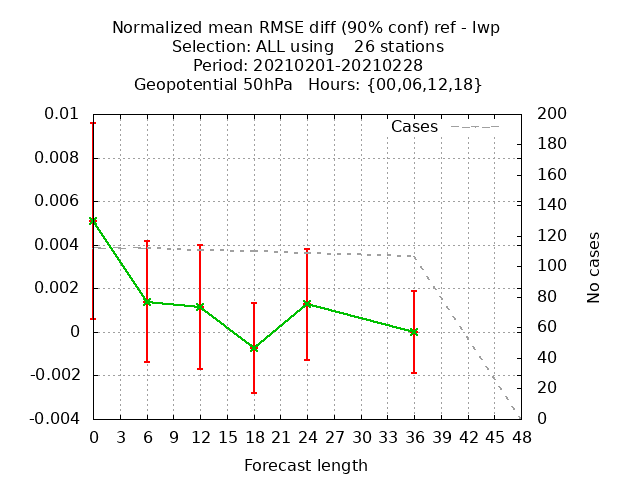 Normalized mean RMSE diff (90% conf) ref - lwp
Selection: ALL using    26 stations
Period: 20210201-20210228
Geopotential 50hPa   Hours: {00,06,12,18}
Cases
0.01
0.008
0.006
0.004
0.002
0
-0.002
-0.004
200
180
160
140
120
100
80
60
40
20
0
No cases
0 3 6 9 12 15 18 21 24 27 30 33 36 39 42 45 48
Forecast length